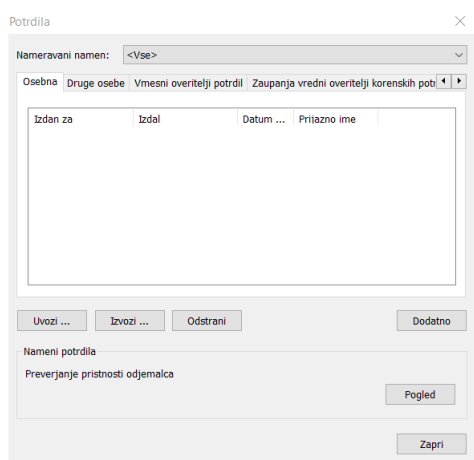 Potrdila
Nameravani namen: <Vse>
Osebna Druge osebe Vmesni overitelji potrdil Zaupanja vredni overitelji korenskih
Izdan za Izdal Datum ... Prijazno ime
Uvozi ... Izvozi ... Odstrani Dodatno
Nameni potrdila
Preverjanje pristnosti odjemalca
Pogled
Zapri